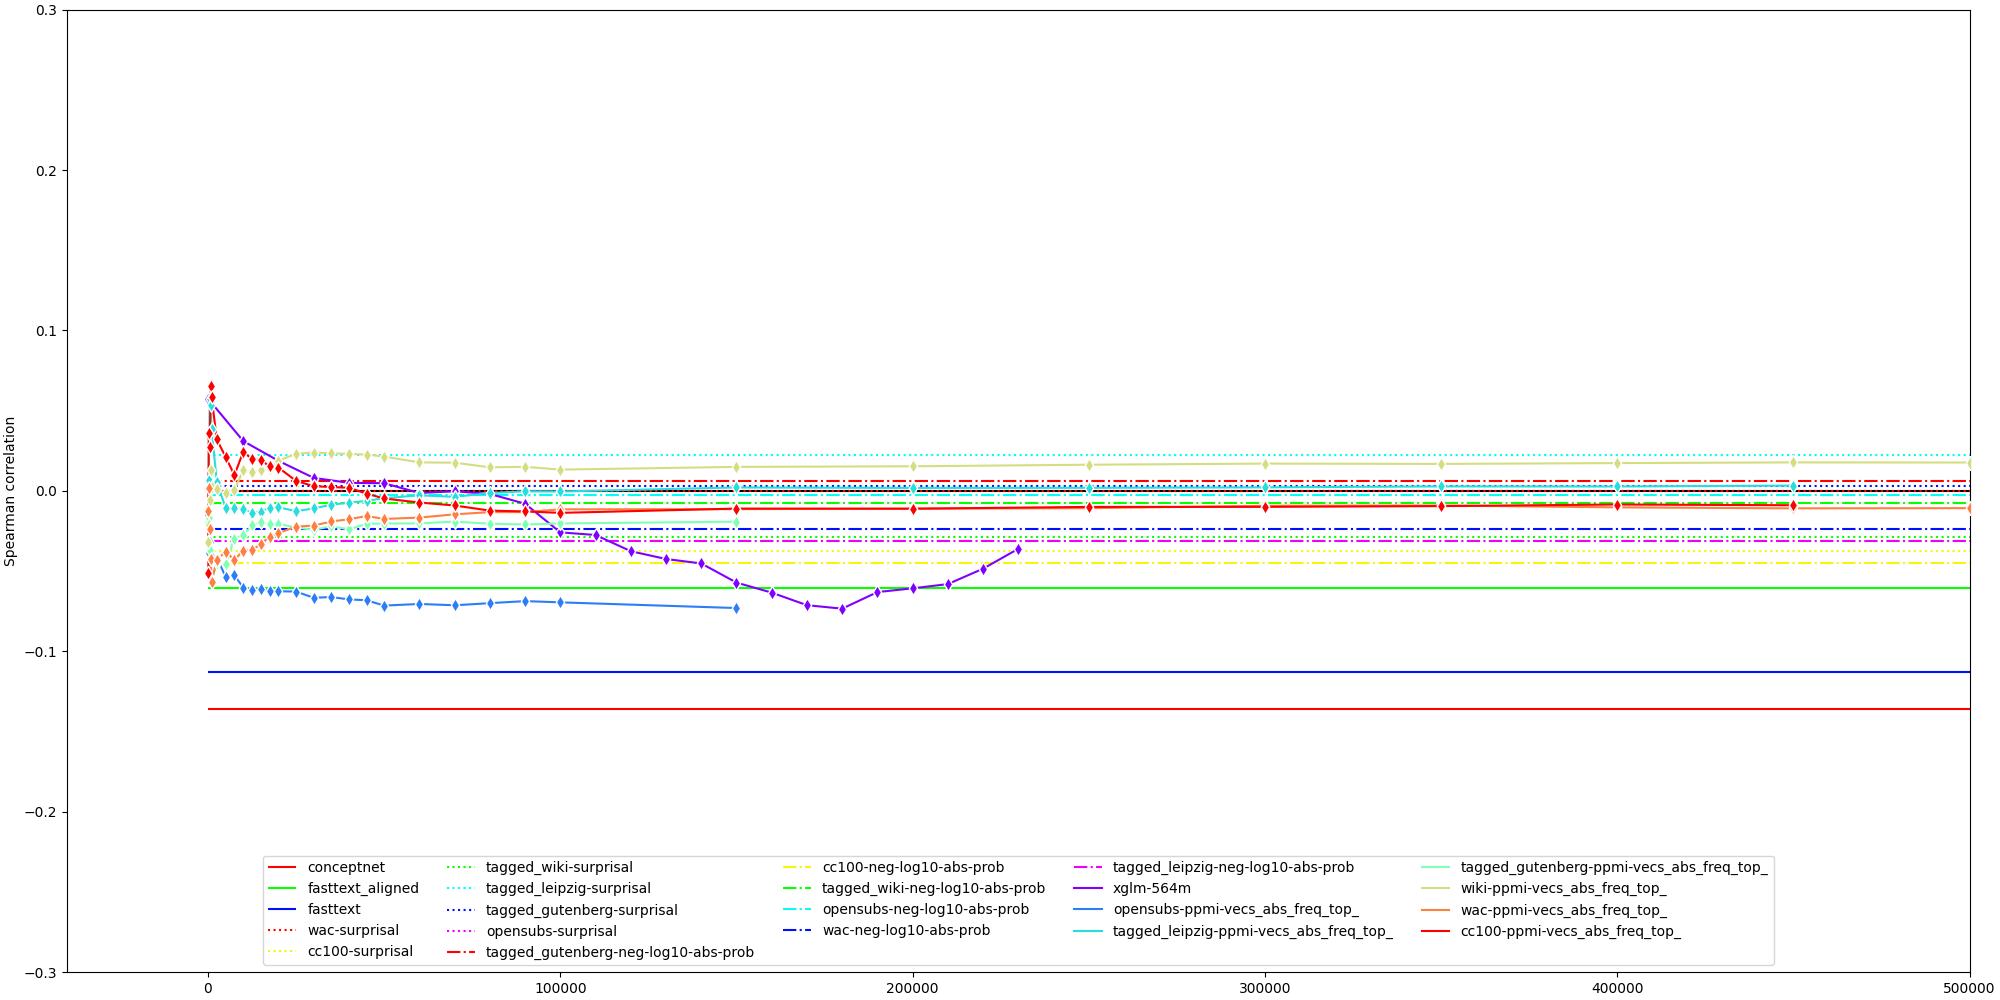 0.3
0.2
0.1
0.0
−0.1
−0.2
−0.3
Spearman correlation
conceptnet
fasttext_aligned
fasttext
wac-surprisal
cc100-surprisal
tagged_wiki-surprisal
tagged_leipzig-surprisal
tagged_gutenberg-surprisal
opensubs-surprisal
tagged_gutenberg-neg-log10-abs-prob
cc100-neg-log10-abs-prob
tagged_wiki-neg-log10-abs-prob
opensubs-neg-log10-abs-prob
wac-neg-log10-abs-prob
tagged_leipzig-neg-log10-abs-prob
xglm-564m
opensubs-ppmi-vecs_abs_freq_top_
tagged_leipzig-ppmi-vecs_abs_freq_top_
tagged_gutenberg-ppmi-vecs_abs_freq_top_
wiki-ppmi-vecs_abs_freq_top_
wac-ppmi-vecs_abs_freq_top_
cc100-ppmi-vecs_abs_freq_top_
0
100000
200000
300000
400000
500000